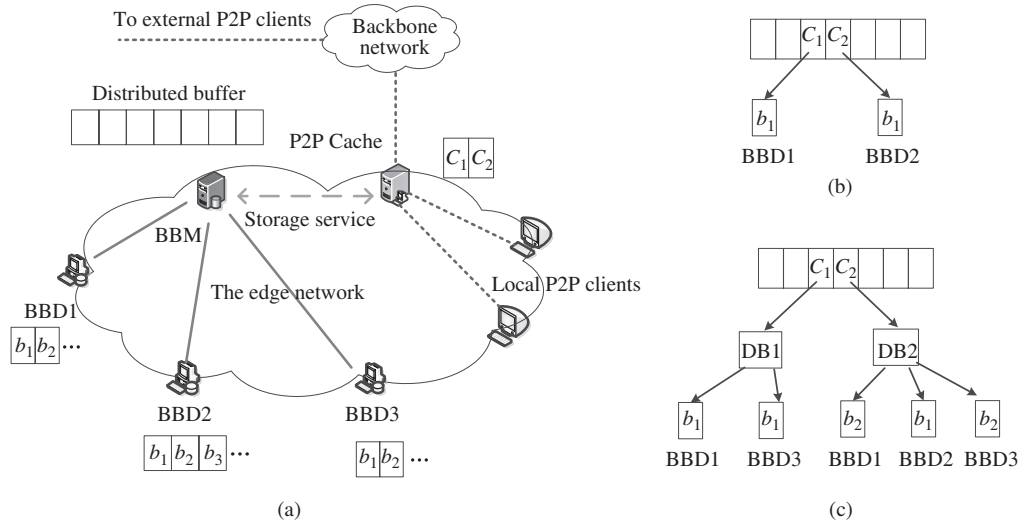 To external P2P clients
Backbone
network
Distributed buffer
P2P Cache
C1 C2
Storage service
BBM
The edge network
Local P2P clients
BBD1
b1 b2 ...
BBD2
BBD3
b1 b2 b3 ...
b1 b2 ...
(a)
C1 C2
b1 b1
BBD1 BBD2
(b)
C1 C2
DB1 DB2
b1 b1 b2 b1 b2
BBD1 BBD3 BBD1 BBD2 BBD3
(c)